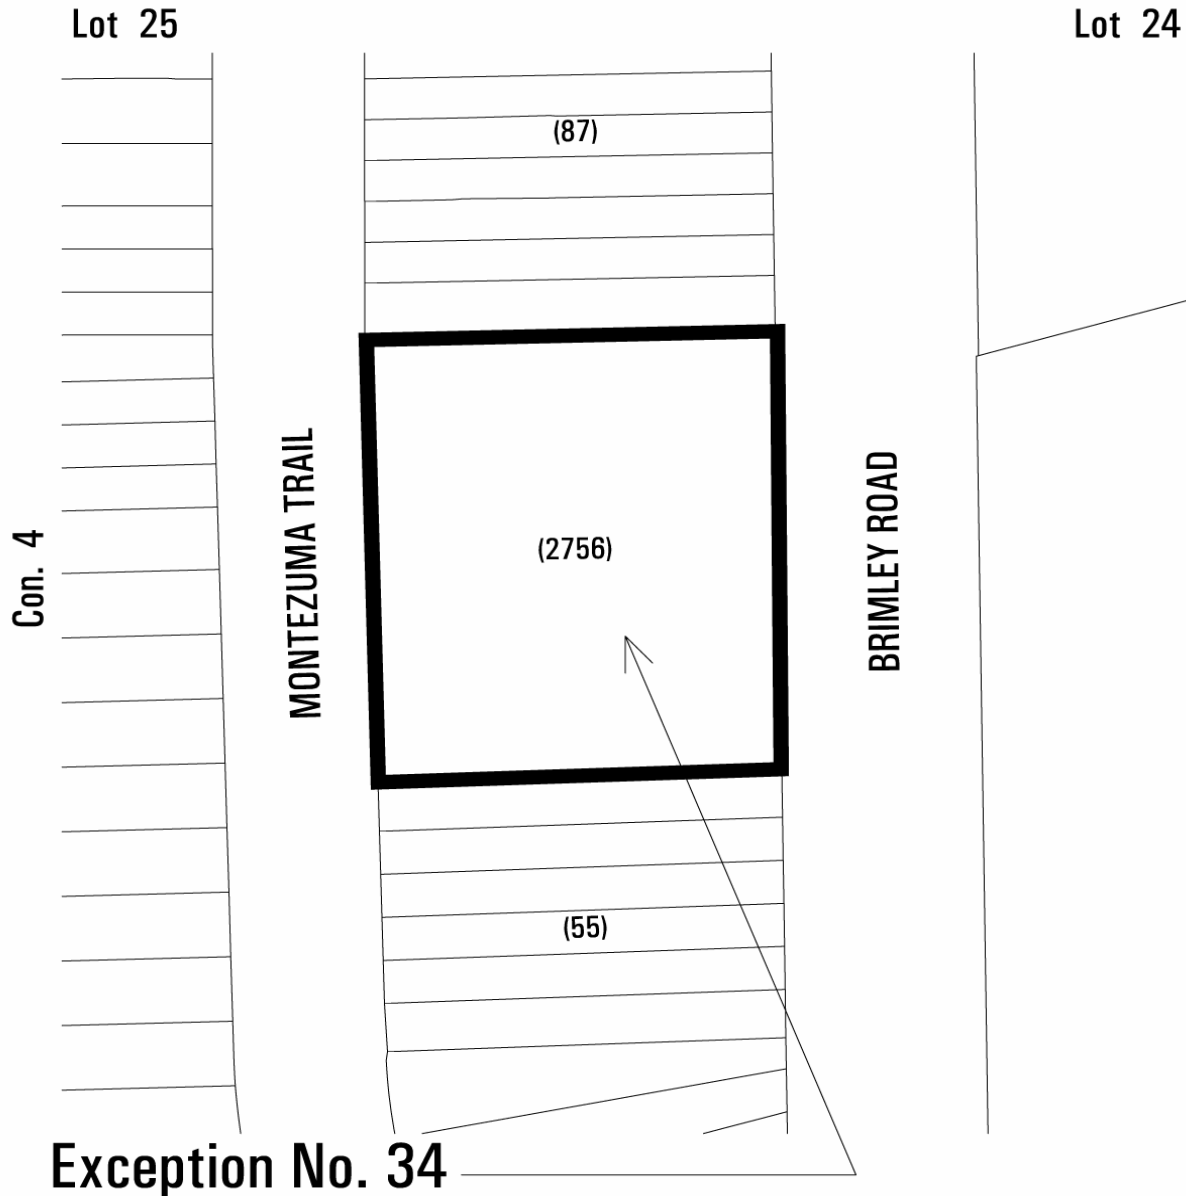 Lot 25
Lot 24
(87)
Con. 4
MONTEZUMA TRAIL
(2756)
BRIMLEY ROAD
(55)
Exception No. 34